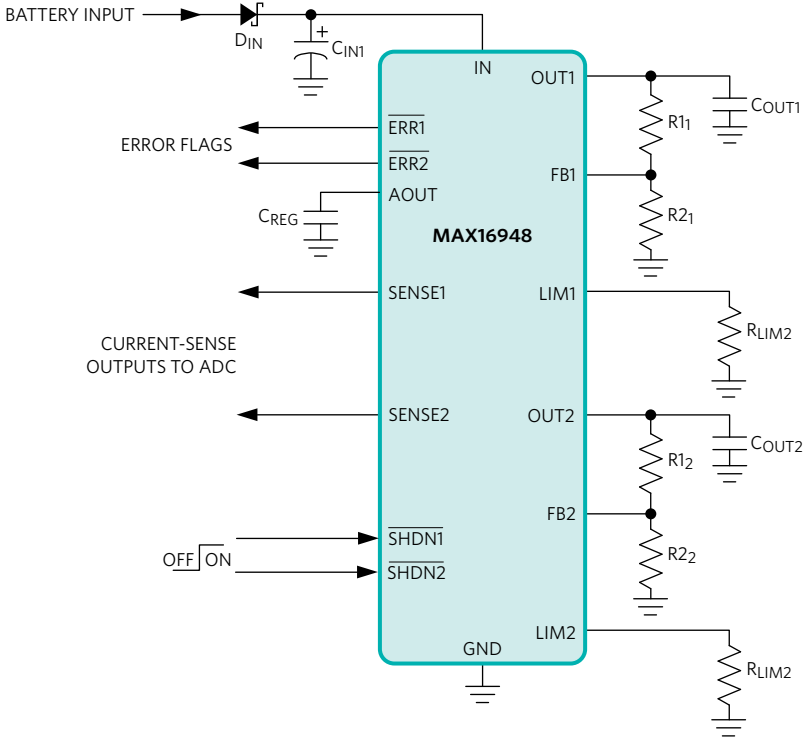 BATTERY INPUT
DIN
+
CIN1
IN
OUT1
COUT1
R11
ERR1
ERROR FLAGS
ERR2
FB1
AOUT
CREG
R21
MAX16948
SENSE1
LIM1
RLIM2
CURRENT-SENSE
OUTPUTS TO ADC
SENSE2
OUT2
COUT2
R12
FB2
SHDN1
OFF ON
SHDN2
R22
LIM2
GND
RLIM2